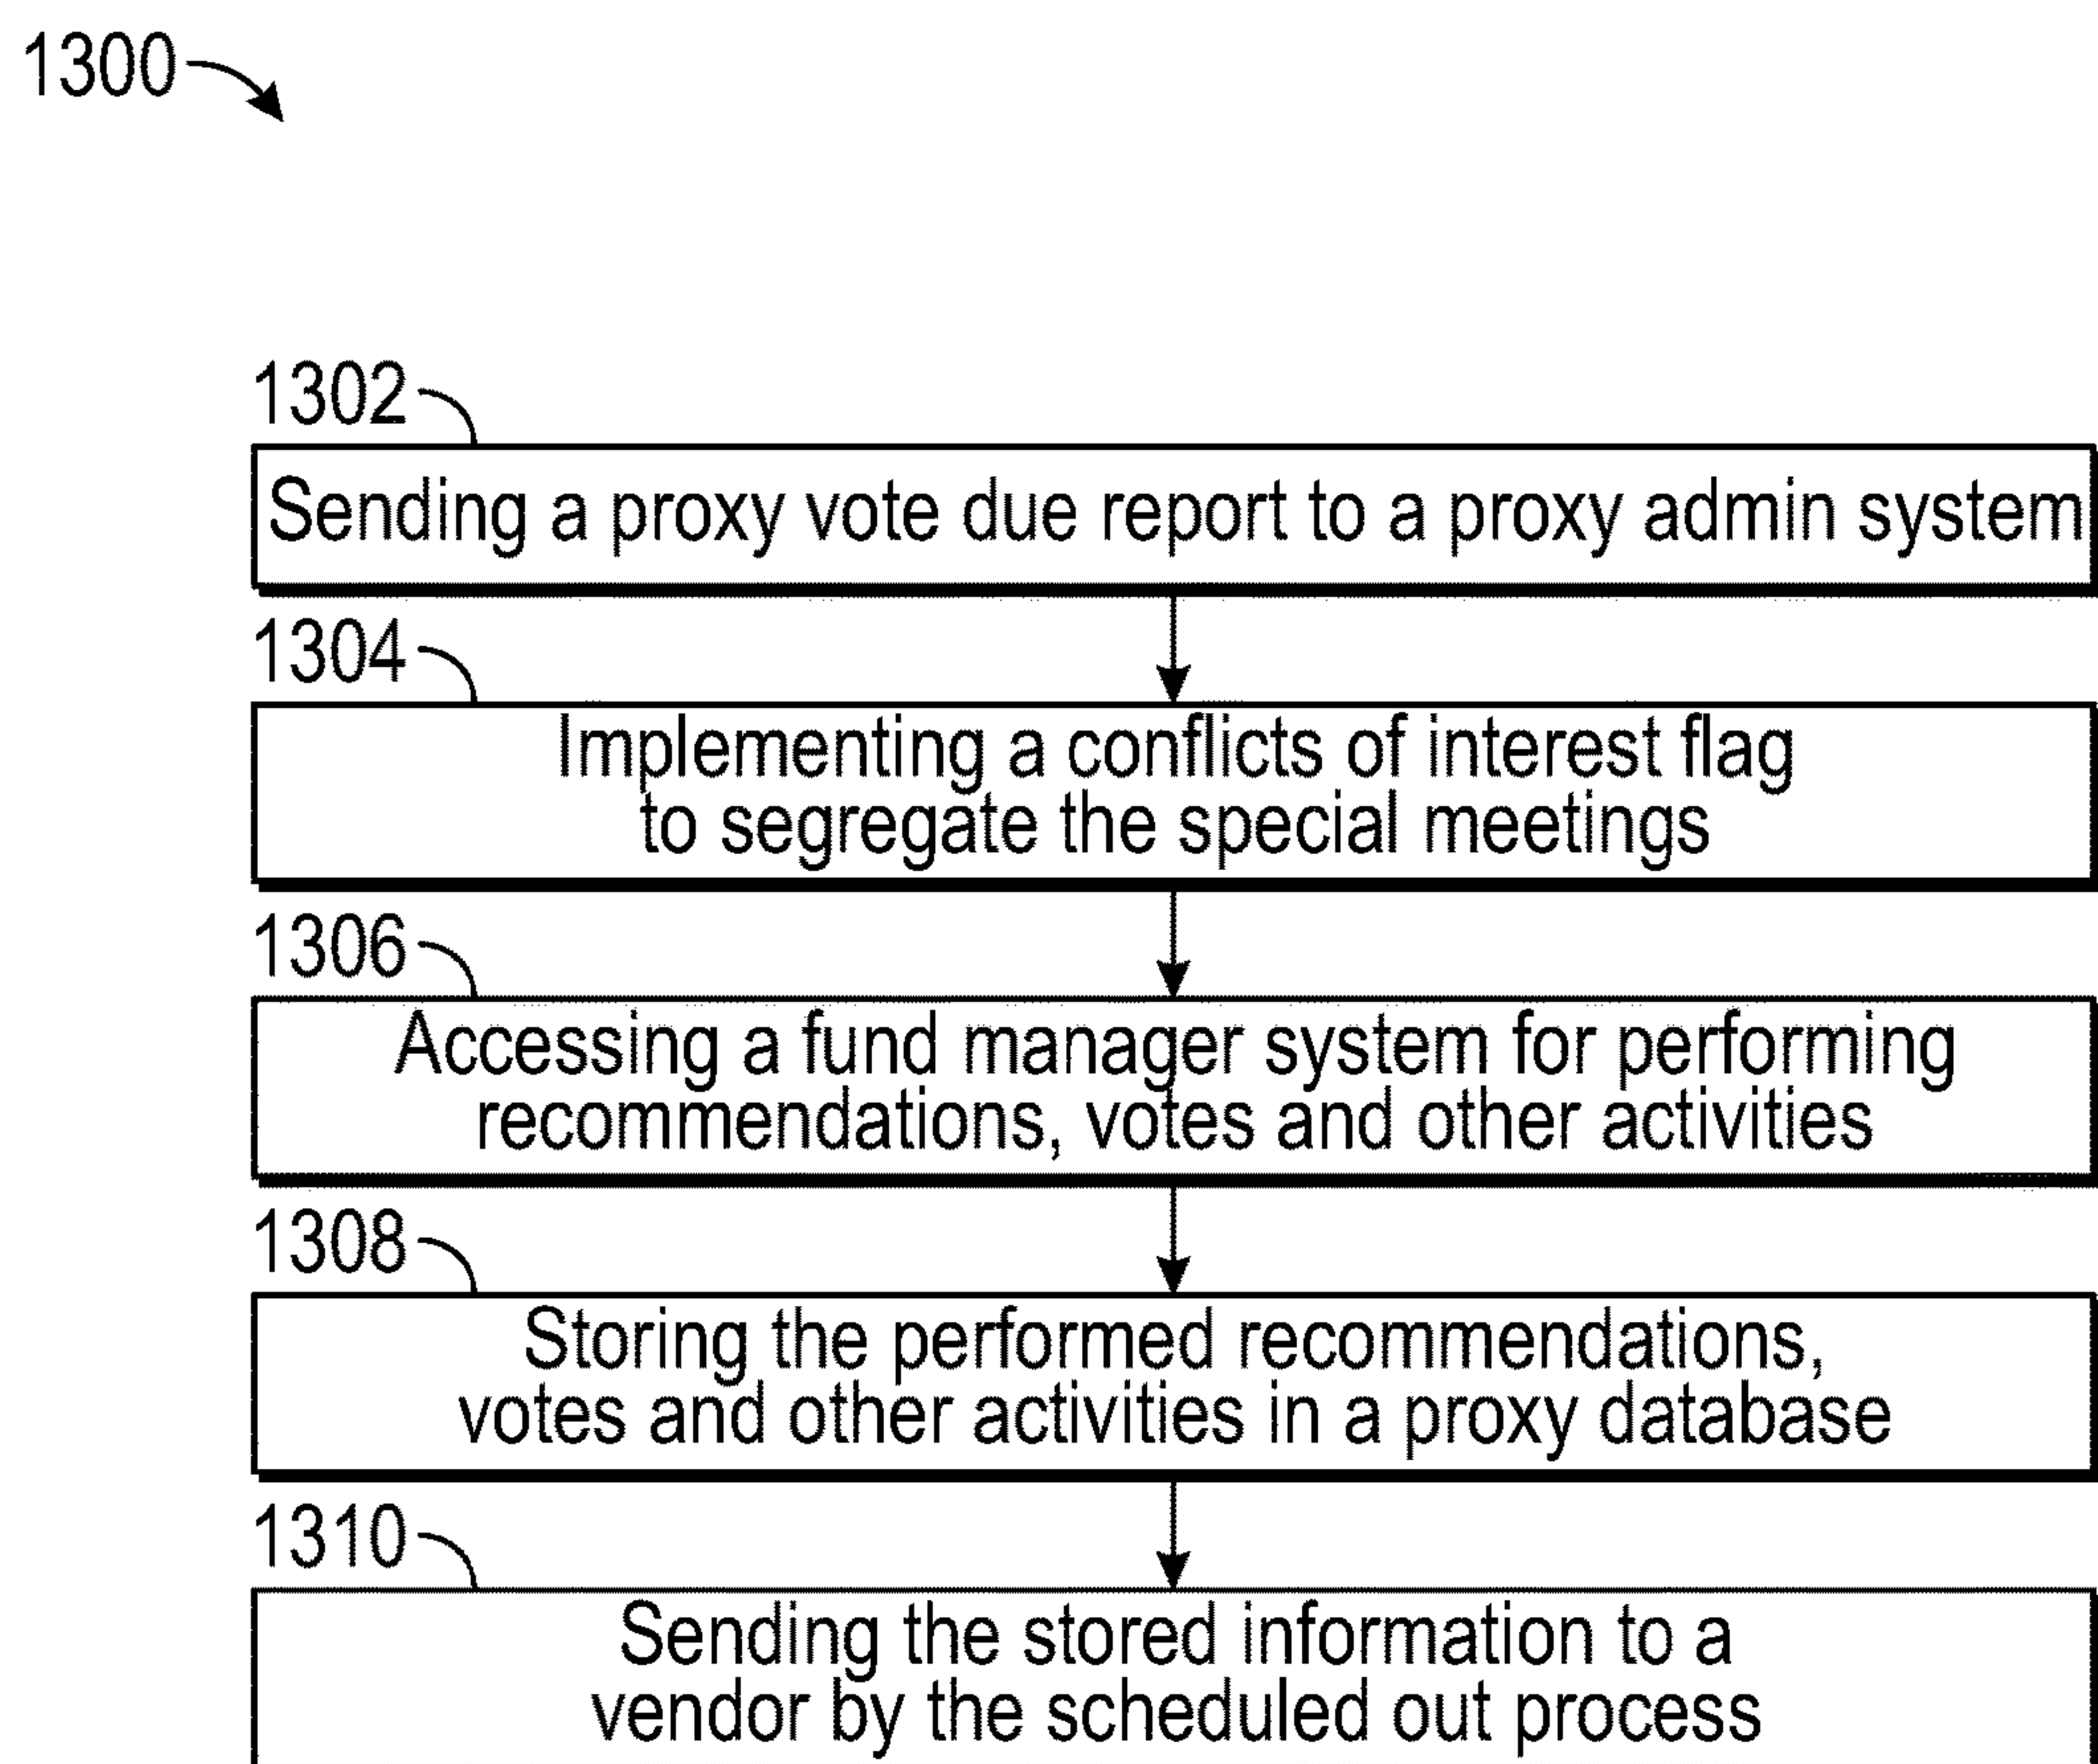 1300
1302
Sending a proxy vote due report to a proxy admin system
1304
Implementing a conflicts of interest flag
to segregate the special meetings
1306
Accessing a fund manager system for performing
recommendations, votes and other activities
1308
Storing the performed recommendations,
votes and other activities in a proxy database
1310
Sending the stored information to a
vendor by the scheduled out process